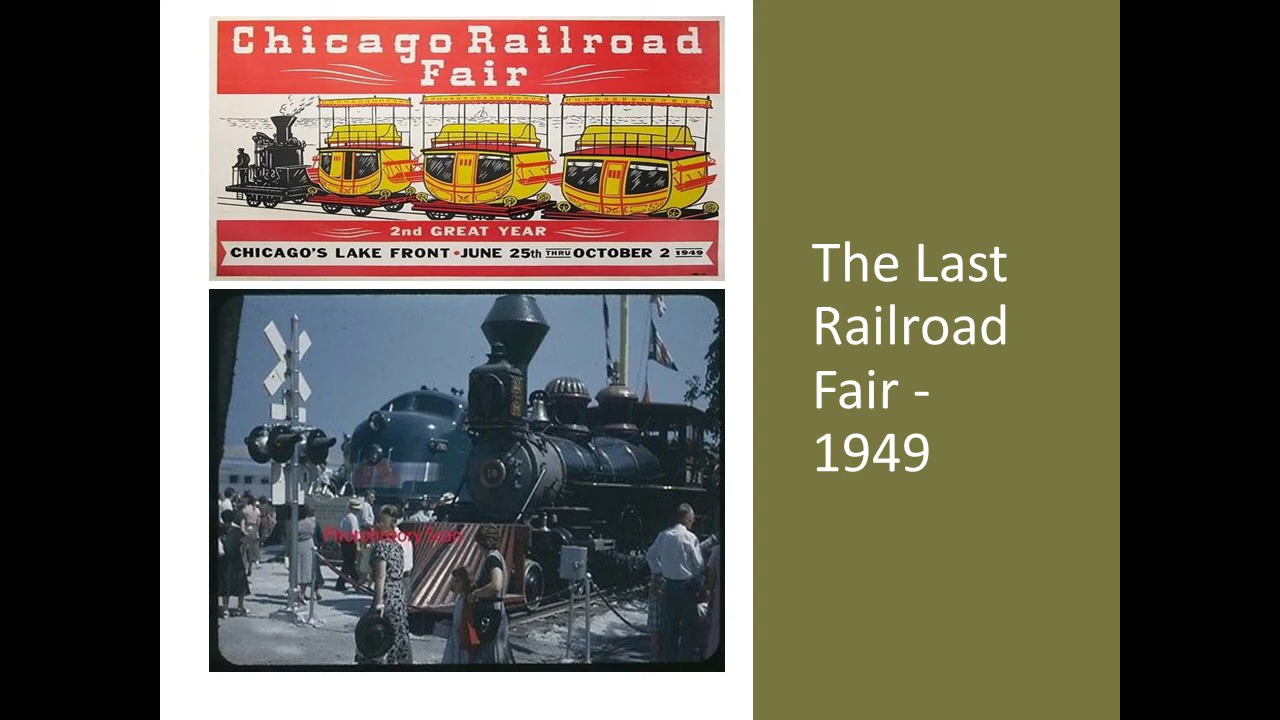 Chicago Railroad
Fair
2nd GREAT YEAR
CHICAGO'S LAKE FRONT • JUNE 25th THRU OCTOBER 2 1949
The Last
Railroad
Fair -
1949